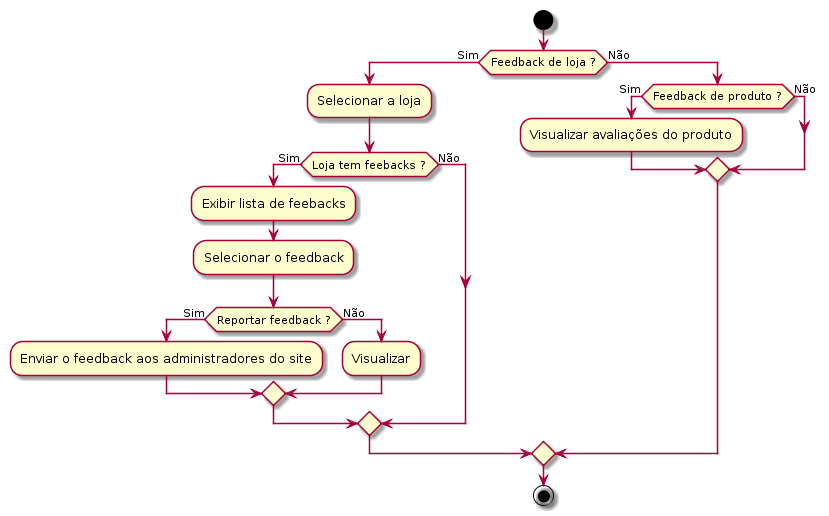 Sim
Feedback de loja ?
Não
Selecionar a loja
Sim
Feedback de produto ?
Não
Visualizar avaliações do produto
Sim
Loja tem feebacks ?
Não
Exibir lista de feebacks
Selecionar o feedback
Sim
Reportar feedback ?
Não
Enviar o feedback aos administradores do site
Visualizar